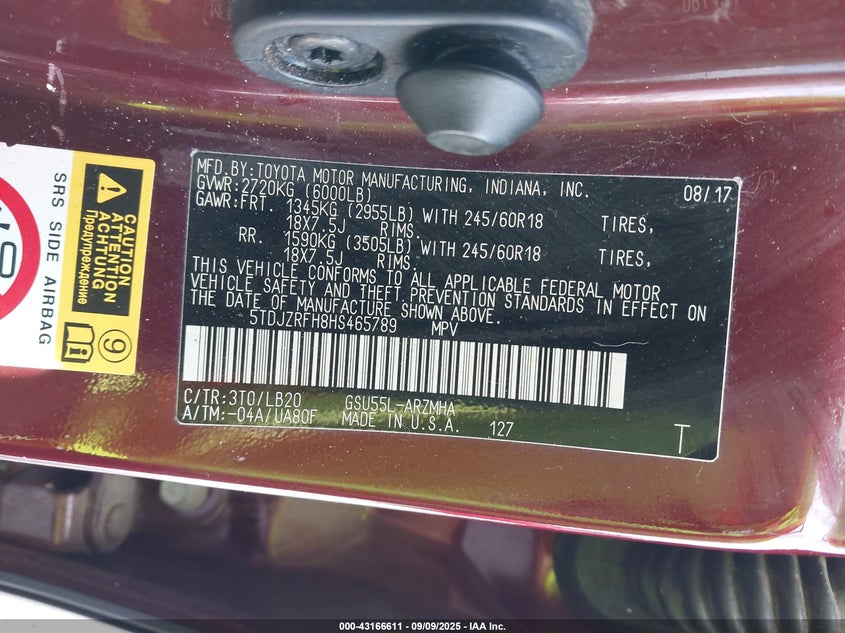 MFD.BY:TOYOTA MOTOR MANUFACTURING, INDIANA, INC. 08/17
GVWR:2720KG (6000LB)
GAWR:FRT. 1345KG (2955LB) WITH 245/60R18 TIRES,
18X7.5J RIMS.
RR. 1590KG (3505LB) WITH 245/60R18 TIRES,
18X7.5J RIMS.
THIS VEHICLE CONFORMS TO ALL APPLICABLE FEDERAL MOTOR
VEHICLE SAFETY AND THEFT PREVENTION STANDARDS IN EFFECT ON
THE DATE OF MANUFACTURE SHOWN ABOVE.
5TDJZRFH8HS465789 MPV
C/TR:3T0/LB20 GSU55L-ARZMHA
A/TM:-04A/UA80F MADE IN U.S.A. 127 T
SRS SIDE AIRBAG
CAUTION
ATTENTION
ACHTUNG
Предупреждение
9
000-43166611 - 09/09/2025 - IAA Inc.